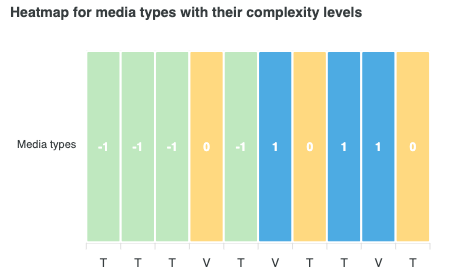 Heatmap for media types with their complexity levels
Media types -1 -1 -1 0 -1 1 0 1 1 0
T T T V T V T T V T